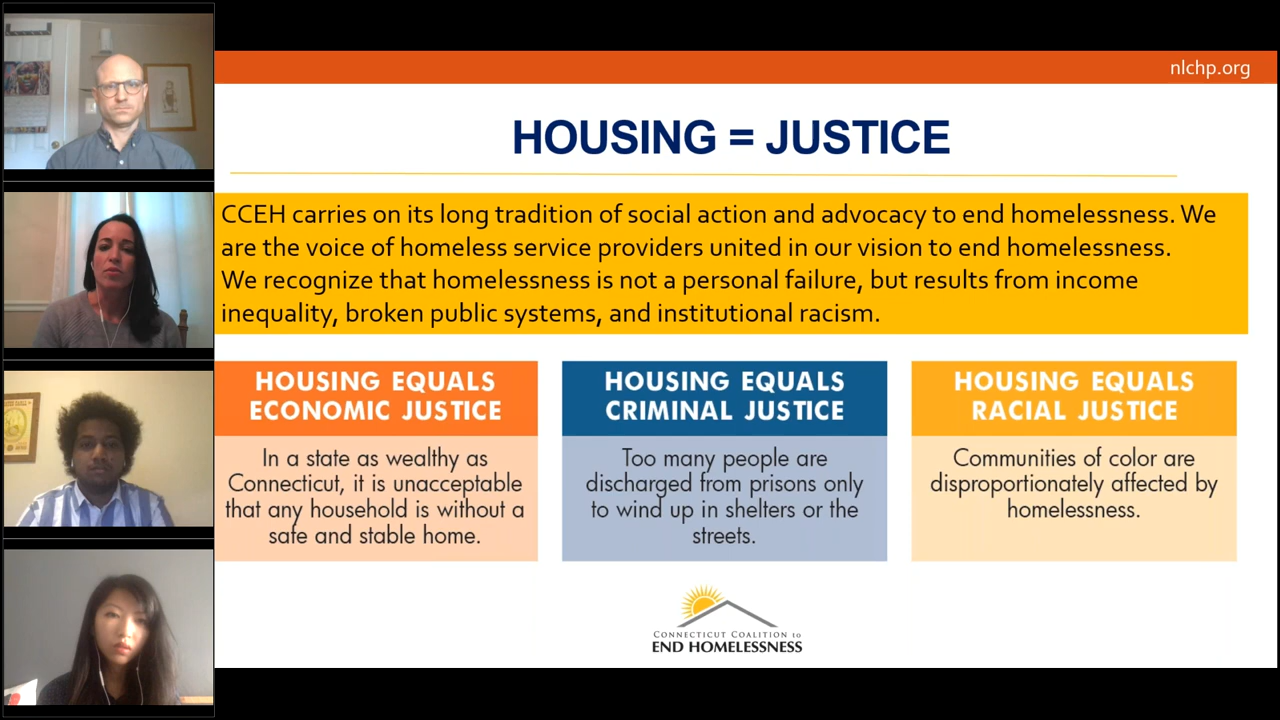 nlchp.org
HOUSING = JUSTICE
CCEH carries on its long tradition of social action and advocacy to end homelessness. We
are the voice of homeless service providers united in our vision to end homelessness.
We recognize that homelessness is not a personal failure, but results from income
inequality, broken public systems, and institutional racism.
HOUSING EQUALS
ECONOMIC JUSTICE
In a state as wealthy as
Connecticut, it is unacceptable
that any household is without a
safe and stable home.
HOUSING EQUALS
CRIMINAL JUSTICE
Too many people are
discharged from prisons only
to wind up in shelters or the
streets.
HOUSING EQUALS
RACIAL JUSTICE
Communities of color are
disproportionately affected by
homelessness.
CONNECTICUT COALITION to
END HOMELESSNESS